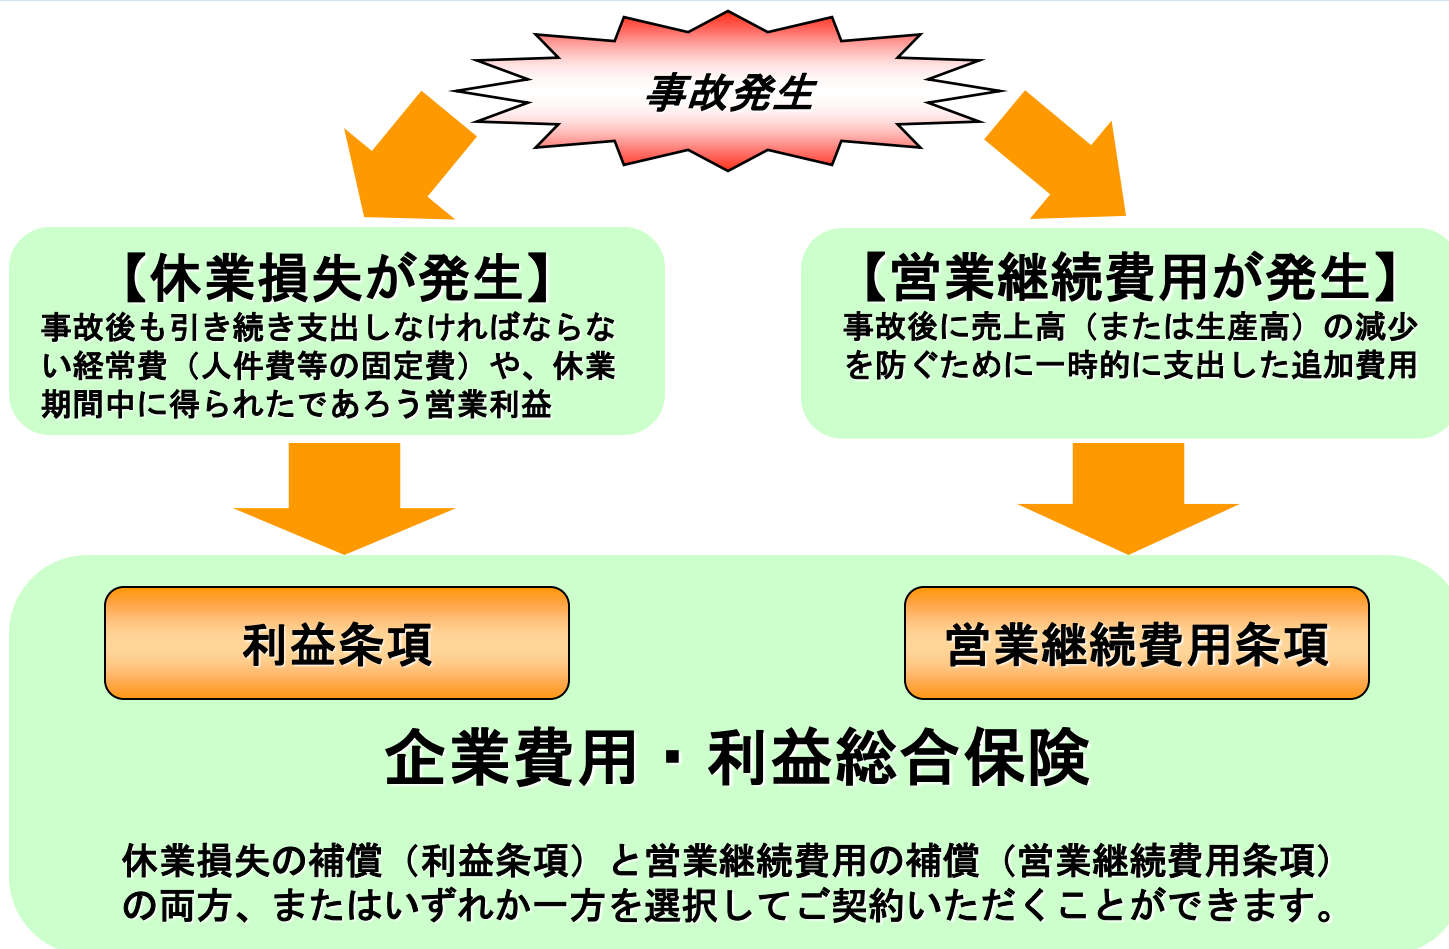 事故発生
【休業損失が発生】
事故後も引き続き支出しなければならな
い経常費（人件費等の固定費）や、休業
期間中に得られたであろう営業利益
【営業継続費用が発生】
事故後に売上高（または生産高）の減少
を防ぐために一時的に支出した追加費用
利益条項
営業継続費用条項
企業費用・利益総合保険
休業損失の補償（利益条項）と営業継続費用の補償（営業継続費用条項）
の両方、またはいずれか一方を選択してご契約いただくことができます。